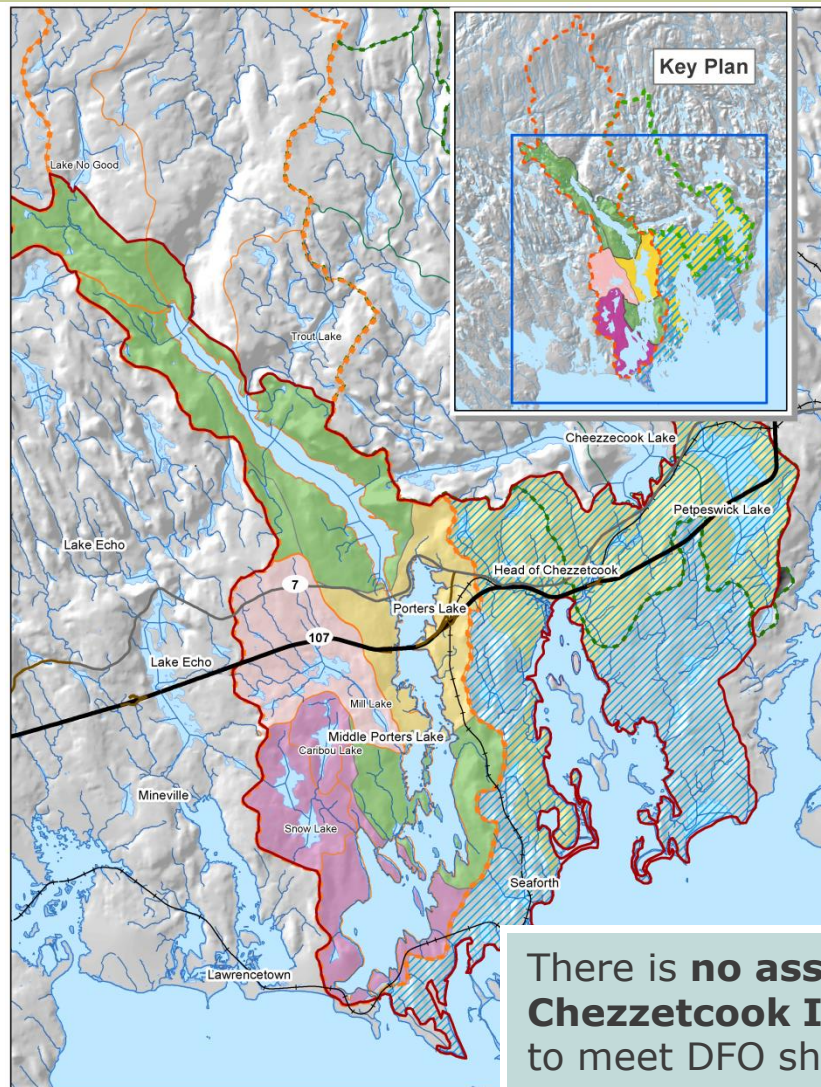 Key Plan
Lake No Good
Trout Lake
Cheezzecook Lake
Petpeswick Lake
Lake Echo
Head of Chezzetcook
7
Porters Lake
107
Lake Echo
Mill Lake
Middle Porters Lake
Caribou Lake
Mineville
Snow Lake
Seaforth
Lawrencetown
There is no ass
Chezzetcook I
to meet DFO sh